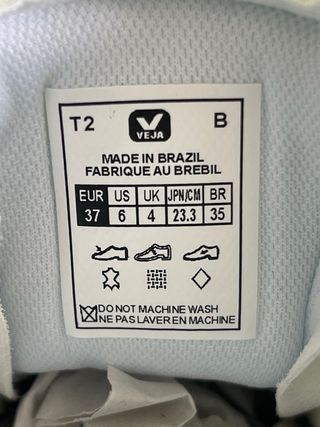 T2 VEJA B
MADE IN BRAZIL
FABRIQUE AU BREBIL
EUR US UK JPN/CM BR
37 6 4 23.3 35
DO NOT MACHINE WASH
NE PAS LAVER EN MACHINE